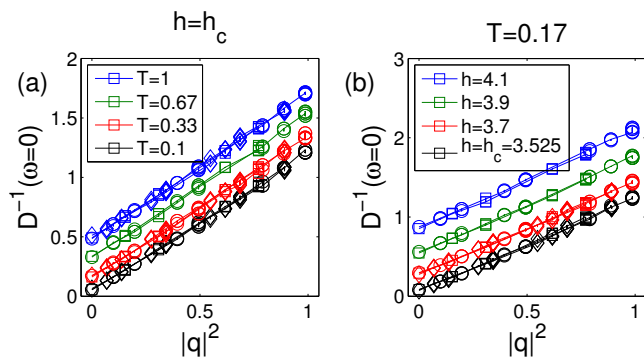 h=h_c
(a)
T=1
T=0.67
T=0.33
T=0.1
D^{-1}(ω=0)
2
1.5
1
0.5
0
0
0.5
1
|q|^2
T=0.17
(b)
h=4.1
h=3.9
h=3.7
h=h_c=3.525
D^{-1}(ω=0)
3
2
1
0
0
0.5
1
|q|^2